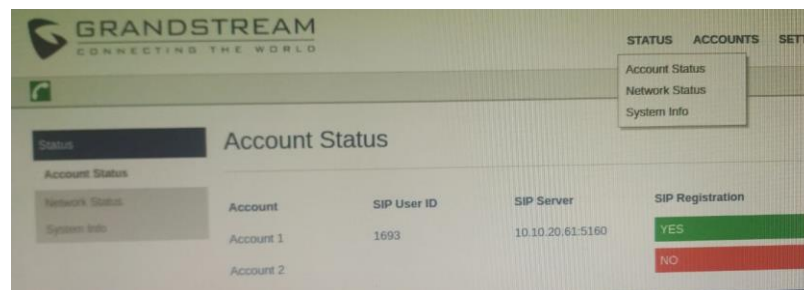 GRANDSTREAM
CONNECTING THE WORLD
STATUS ACCOUNTS
Account Status
Network Status
System Info
Status
Account Status
Network Status
System Info
Account Status
Account SIP User ID SIP Server SIP Registration
Account 1 1693 10.10.20.61:5160 YES
Account 2 NO